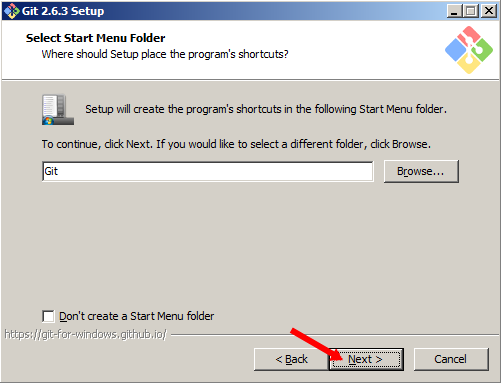 Git 2.6.3 Setup
Select Start Menu Folder
Where should Setup place the program's shortcuts?
Setup will create the program's shortcuts in the following Start Menu folder.
To continue, click Next. If you would like to select a different folder, click Browse.
Git
Browse...
Don't create a Start Menu folder
https://git-for-windows.github.io/
< Back
Next >
Cancel